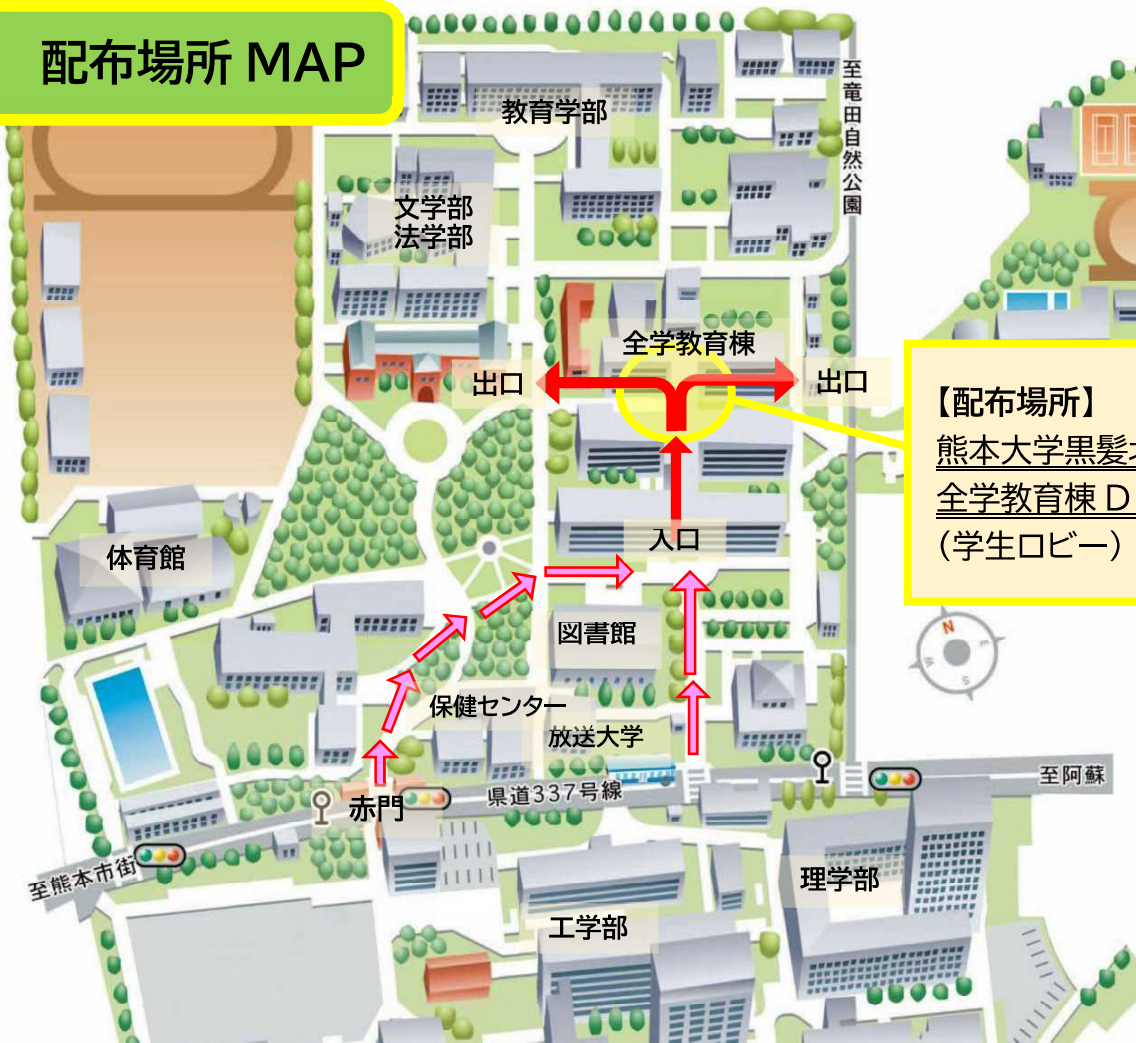 配布場所 MAP
至竜田自然公園
教育学部
文学部
法学部
全学教育棟
出口
出口
【配布場所】
熊本大学黒髪
全学教育棟 D
（学生ロビー）
入口
体育館
図書館
N
E
W
S
保健センター
放送大学
県道337号線
至阿蘇
赤門
至熊本市街
理学部
工学部